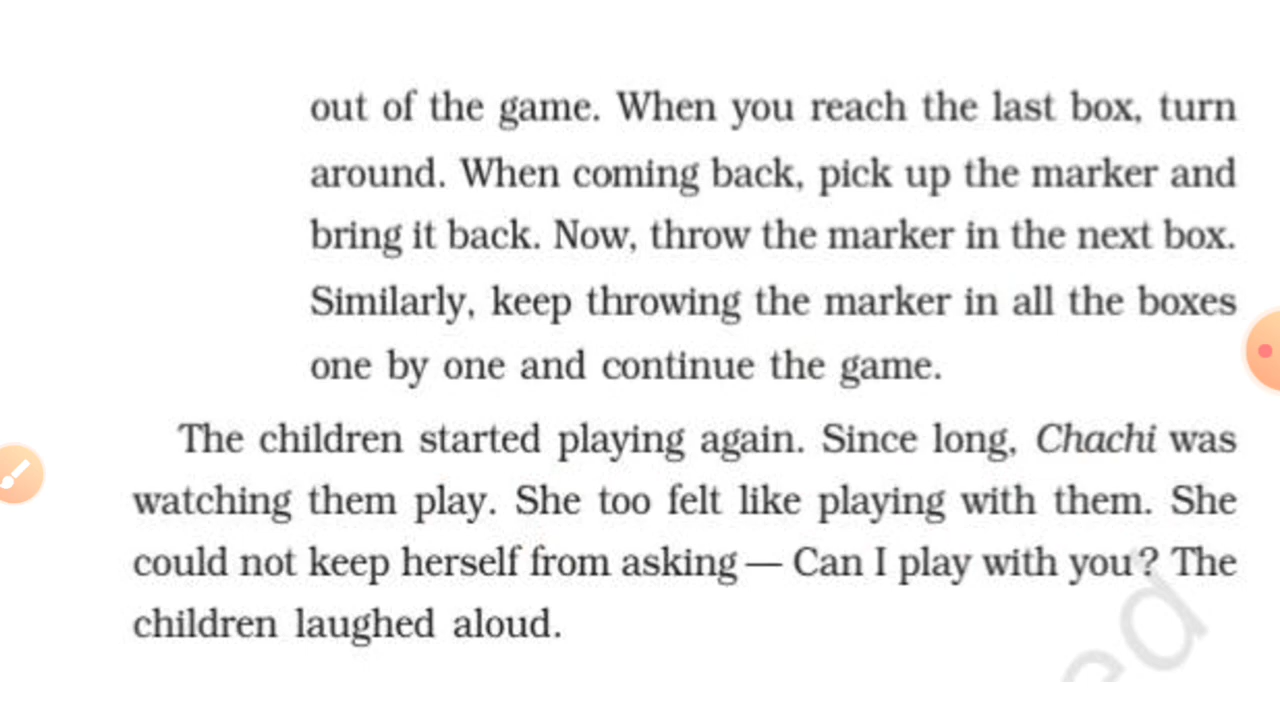 out of the game. When you reach the last box, turn
around. When coming back, pick up the marker and
bring it back. Now, throw the marker in the next box.
Similarly, keep throwing the marker in all the boxes
one by one and continue the game.
The children started playing again. Since long, Chachi was
watching them play. She too felt like playing with them. She
could not keep herself from asking — Can I play with you? The
children laughed aloud.
ed